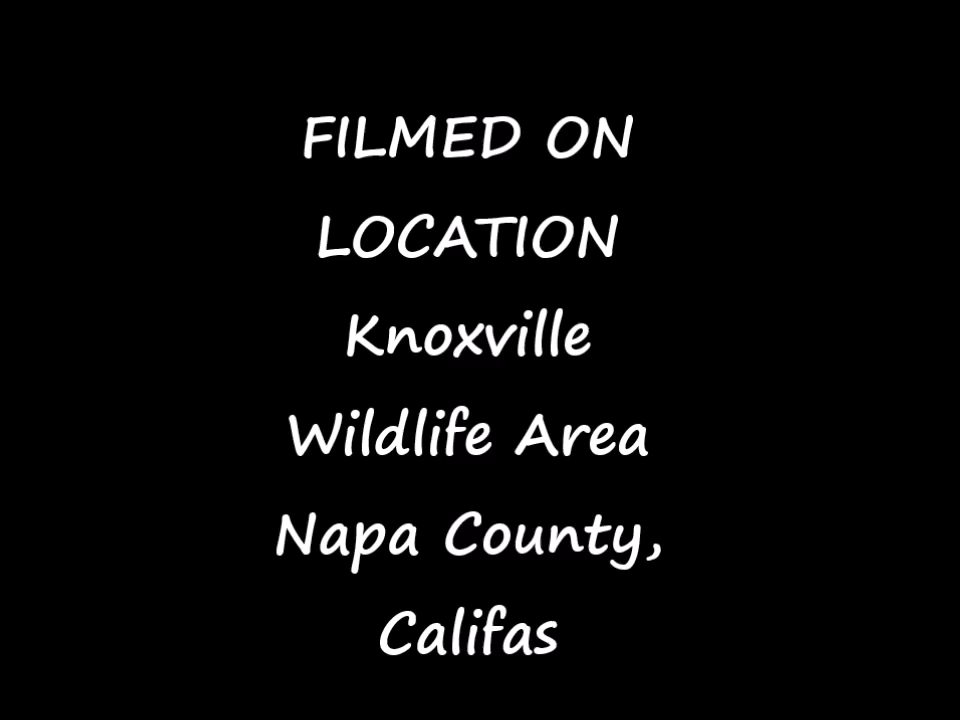 FILMED ON
LOCATION
Knoxville
Wildlife Area
Napa County,
Califas